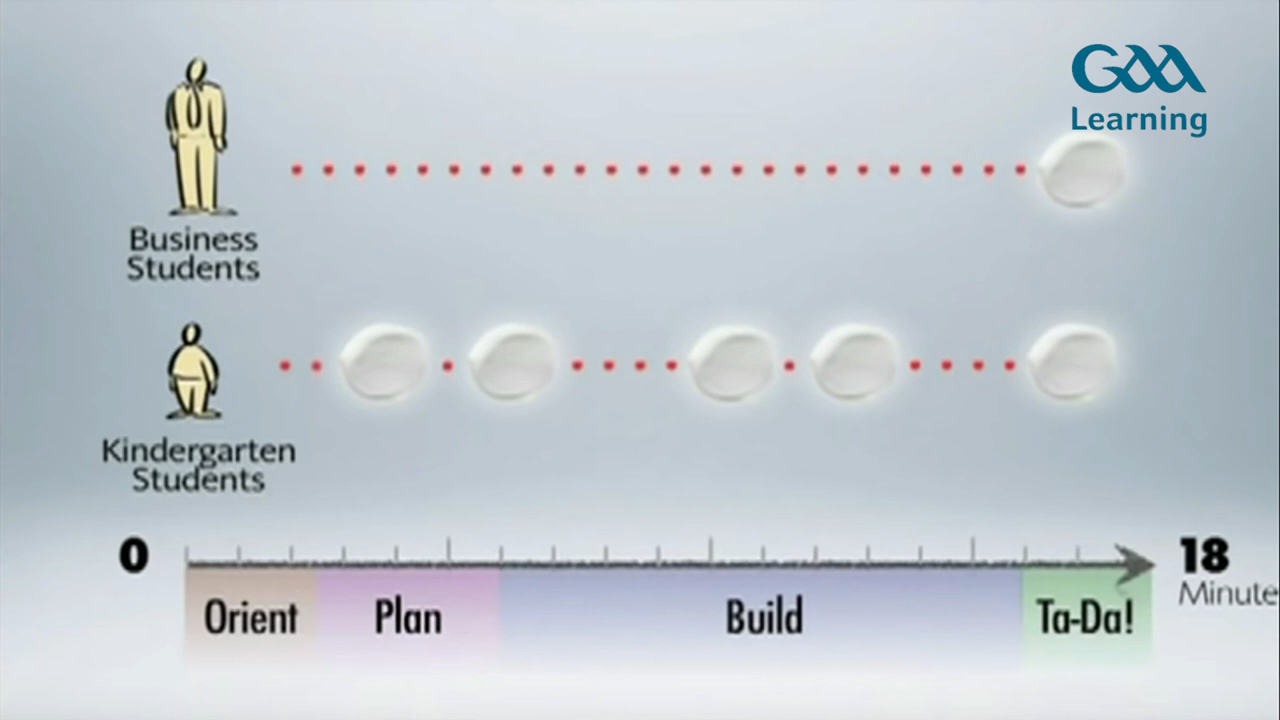 GAA
Learning
Business
Students
Kindergarten
Students
0
18
Minute
Orient
Plan
Build
Ta-Da!